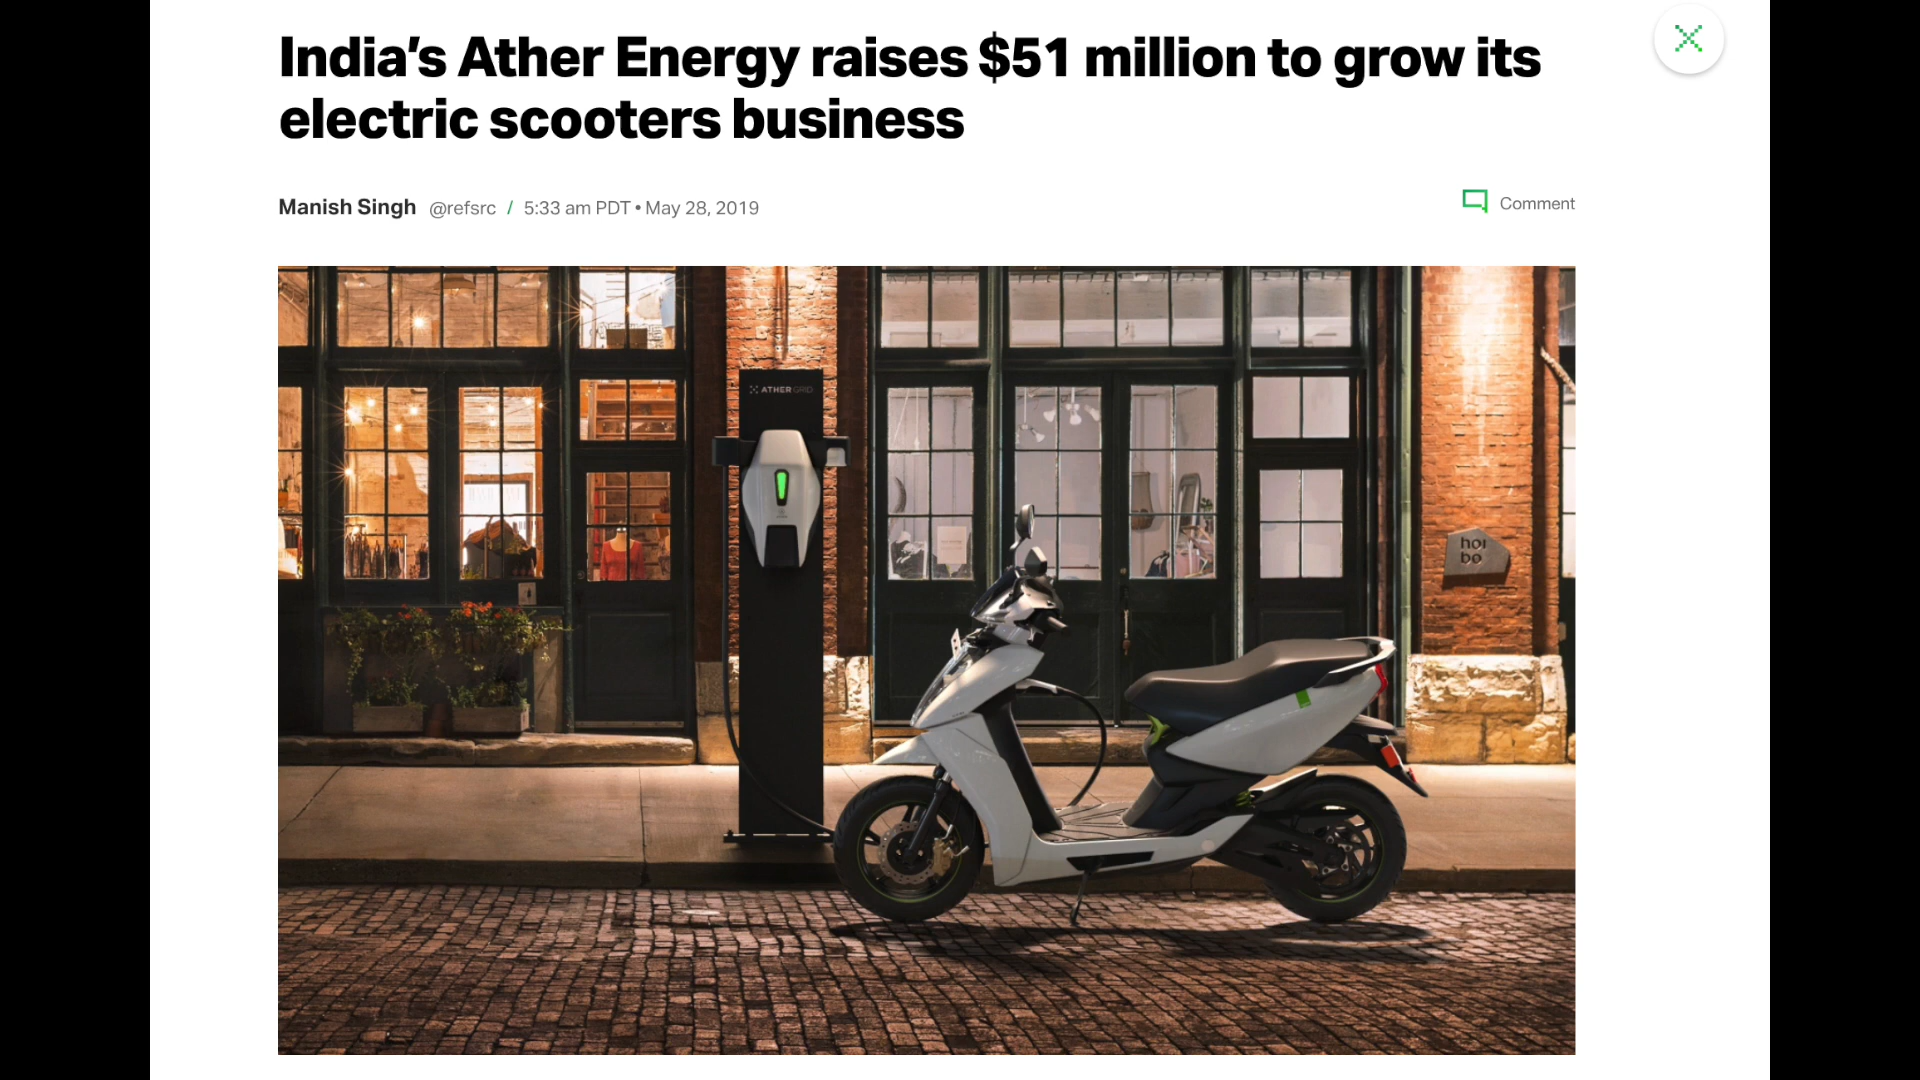 India's Ather Energy raises $51 million to grow its
electric scooters business
Manish Singh @refsrc / 5:33 am PDT • May 28, 2019
Comment
ATHER GRID
hoi
bo